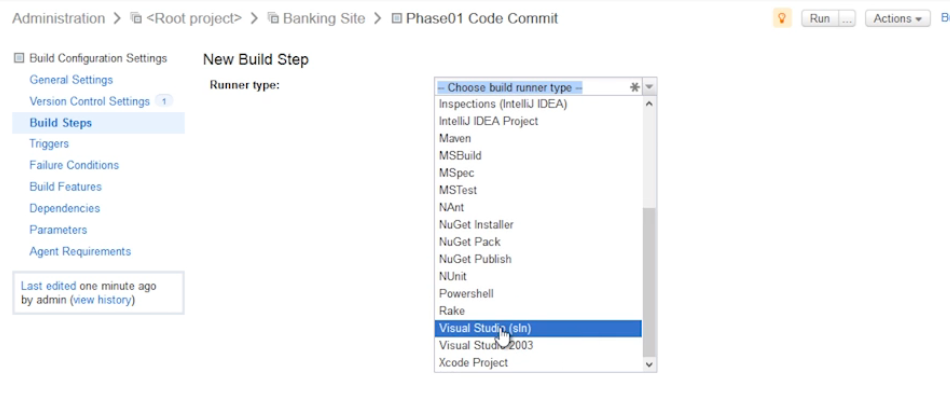 Administration > <Root project> > Banking Site > Phase01 Code Commit
Run ... Actions
Build Configuration Settings
General Settings
Version Control Settings 1
Build Steps
Triggers
Failure Conditions
Build Features
Dependencies
Parameters
Agent Requirements
Last edited one minute ago
by admin (view history)
New Build Step
Runner type:
-- Choose build runner type --
Inspections (IntelliJ IDEA)
IntelliJ IDEA Project
Maven
MSBuild
MSpec
MSTest
NAnt
NuGet Installer
NuGet Pack
NuGet Publish
NUnit
Powershell
Rake
Visual Studio (sln)
Visual Studio 2003
Xcode Project